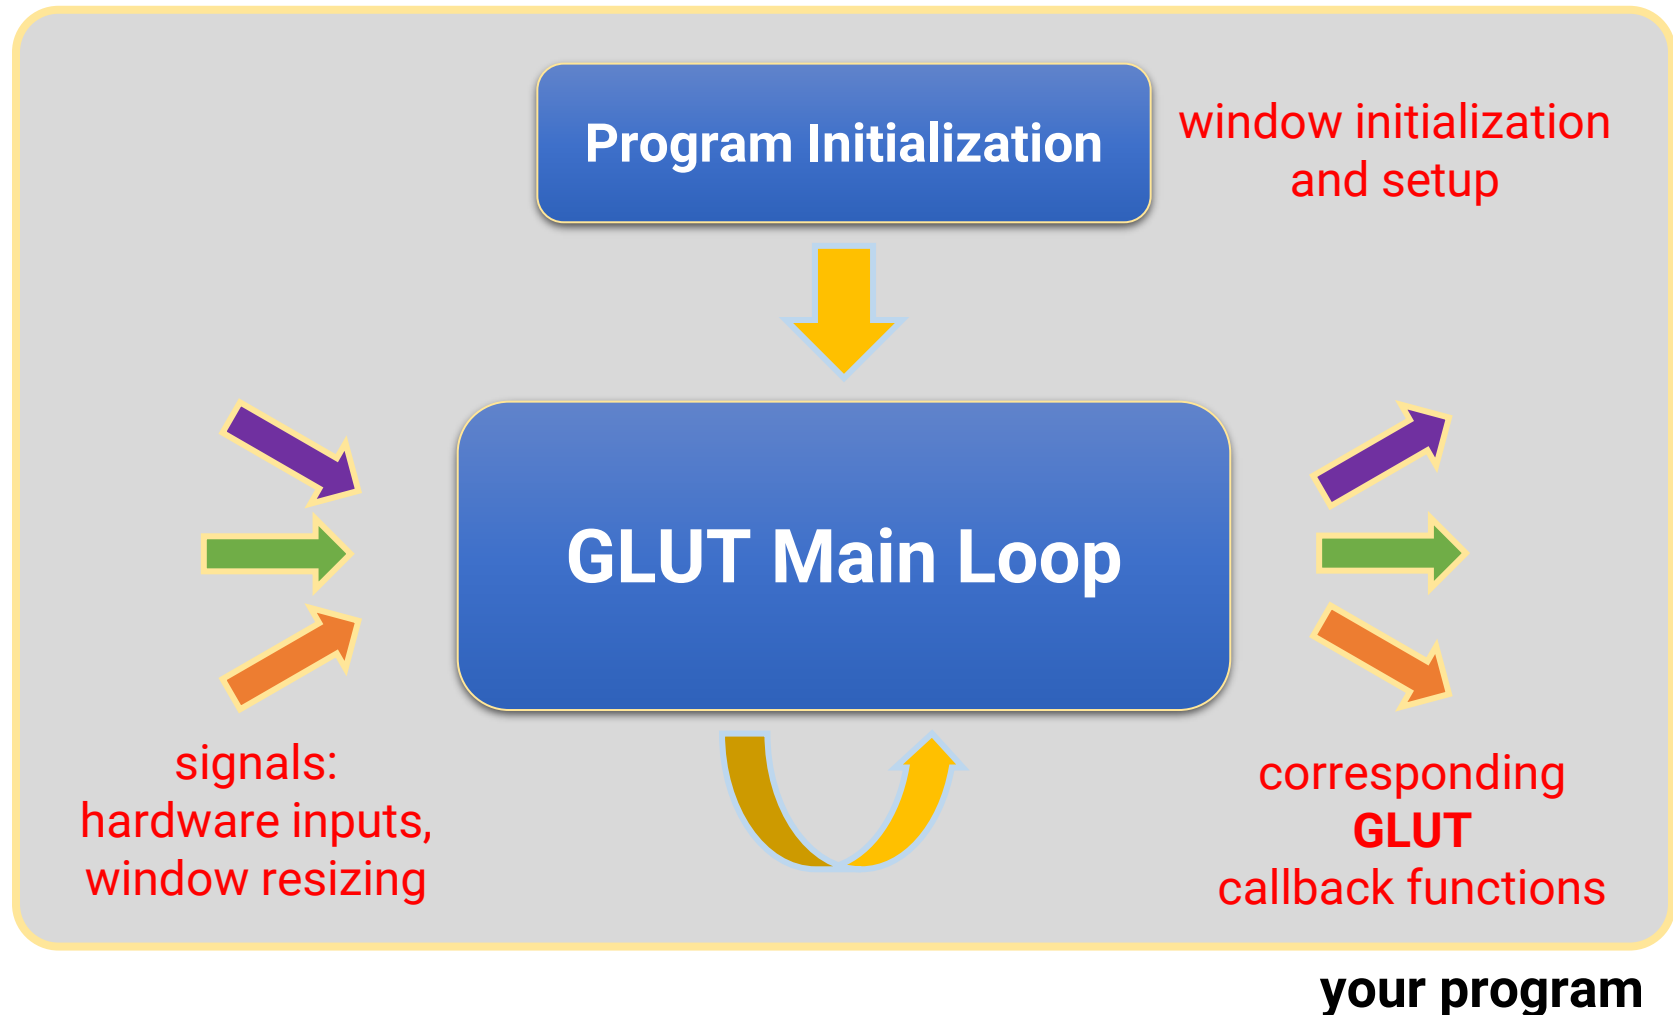 Program Initialization
window initialization
and setup
GLUT Main Loop
signals:
hardware inputs,
window resizing
corresponding
GLUT
callback functions
your program